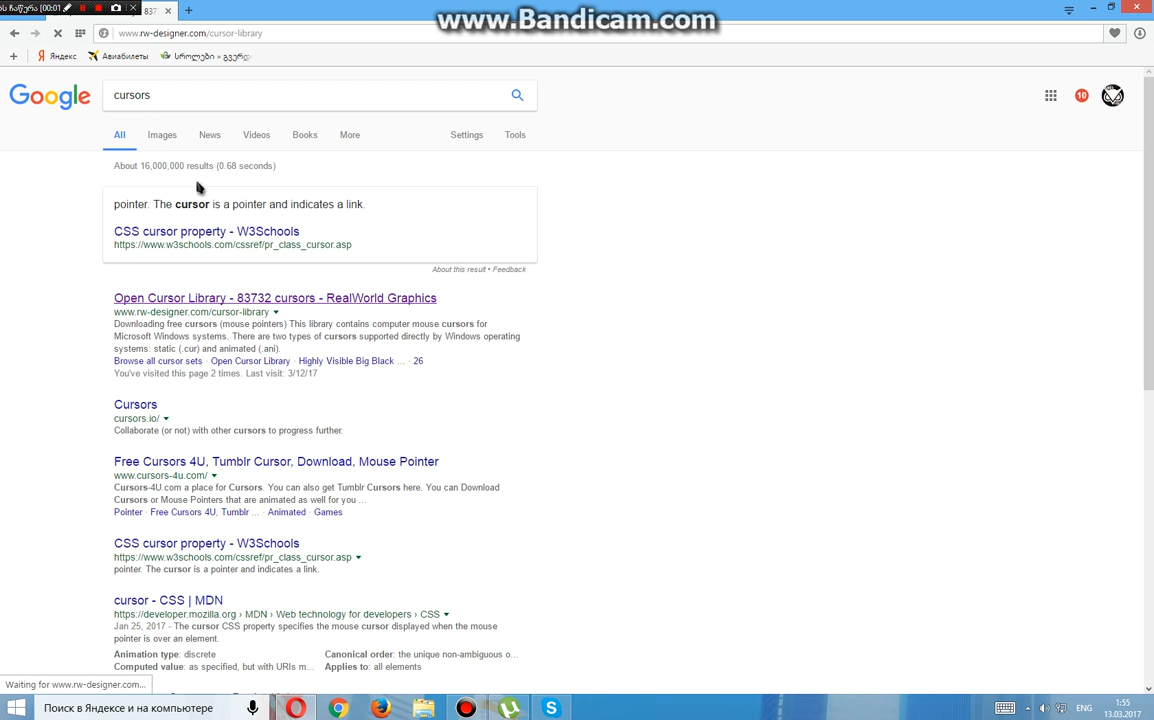 ს ჩაწერა [00:01
837
www.Bandicam.com
www.rw-designer.com/cursor-library
Яндекс
Авиабилеты
სროლები » გვერდ
Google
cursors
10
All
Images
News
Videos
Books
More
Settings
Tools
About 16,000,000 results (0.68 seconds)
pointer. The cursor is a pointer and indicates a link.
CSS cursor property - W3Schools
https://www.w3schools.com/cssref/pr_class_cursor.asp
About this result • Feedback
Open Cursor Library - 83732 cursors - RealWorld Graphics
www.rw-designer.com/cursor-library
Downloading free cursors (mouse pointers) This library contains computer mouse cursors for
Microsoft Windows systems. There are two types of cursors supported directly by Windows operating
systems: static (.cur) and animated (.ani).
Browse all cursor sets · Open Cursor Library · Highly Visible Big Black ... · 26
You've visited this page 2 times. Last visit: 3/12/17
Cursors
cursors.io/
Collaborate (or not) with other cursors to progress further.
Free Cursors 4U, Tumblr Cursor, Download, Mouse Pointer
www.cursors-4u.com/
Cursors-4U.com a place for Cursors. You can also get Tumblr Cursors here. You can Download
Cursors or Mouse Pointers that are animated as well for you ...
Pointer · Free Cursors 4U, Tumblr ... · Animated · Games
CSS cursor property - W3Schools
https://www.w3schools.com/cssref/pr_class_cursor.asp
pointer. The cursor is a pointer and indicates a link.
cursor - CSS | MDN
https://developer.mozilla.org › MDN › Web technology for developers › CSS
Jan 25, 2017 - The cursor CSS property specifies the mouse cursor displayed when the mouse
pointer is over an element.
Animation type: discrete
Canonical order: the unique non-ambiguous o...
Computed value: as specified, but with URIs m...
Applies to: all elements
Waiting for www.rw-designer.com...
Поиск в Яндексе и на компьютере
ENG
1:55
13.03.2017